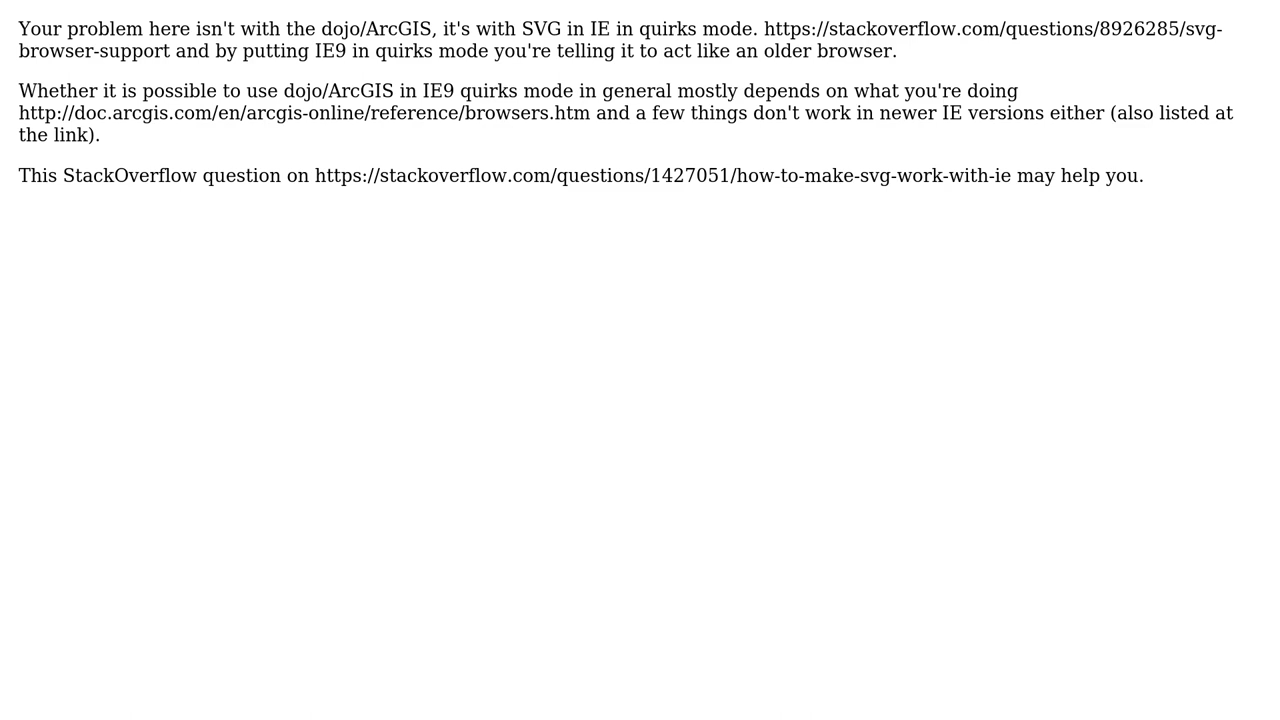 Your problem here isn't with the dojo/ArcGIS, it's with SVG in IE in quirks mode. https://stackoverflow.com/questions/8926285/svg-
browser-support and by putting IE9 in quirks mode you're telling it to act like an older browser.
Whether it is possible to use dojo/ArcGIS in IE9 quirks mode in general mostly depends on what you're doing
http://doc.arcgis.com/en/arcgis-online/reference/browsers.htm and a few things don't work in newer IE versions either (also listed at
the link).
This StackOverflow question on https://stackoverflow.com/questions/1427051/how-to-make-svg-work-with-ie may help you.